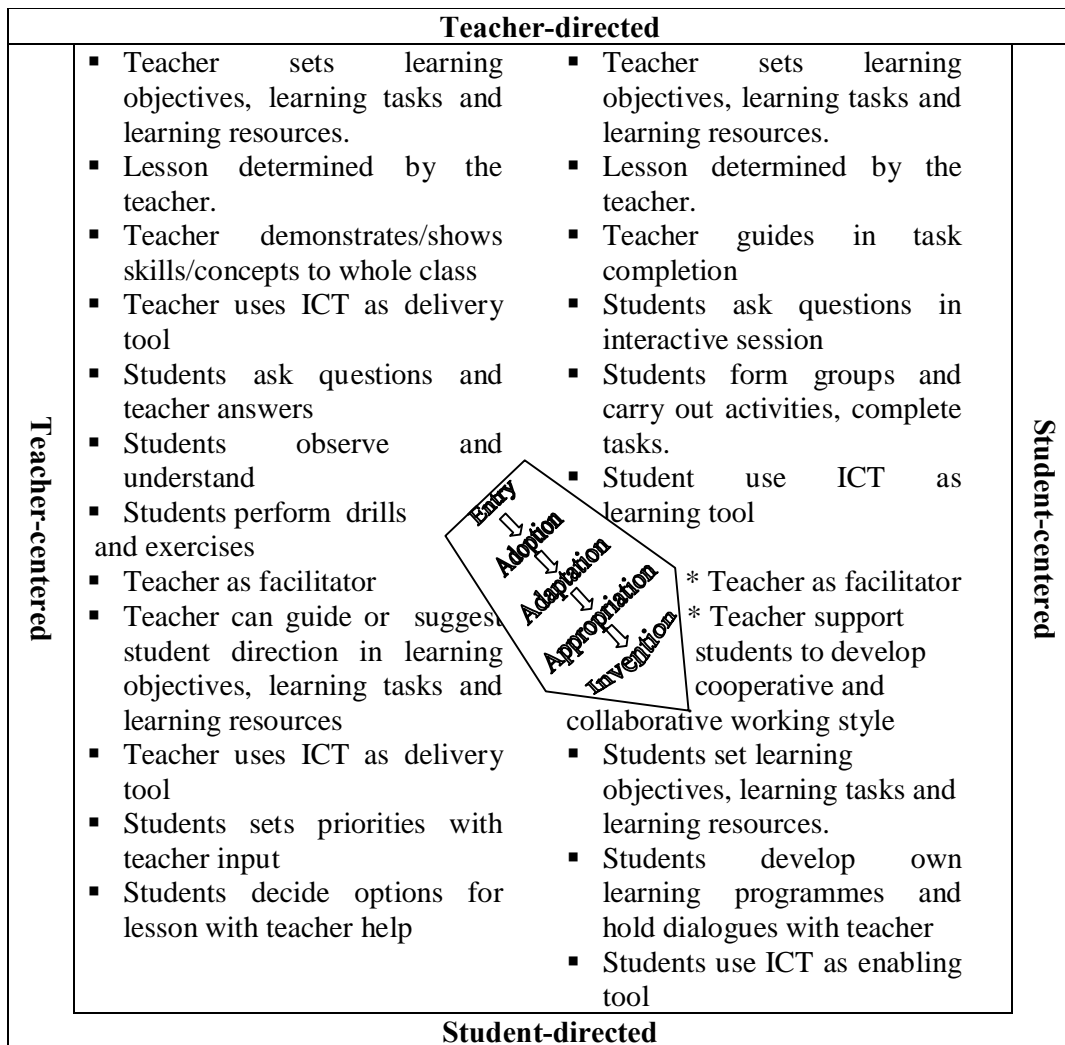 Teacher-directed
Teacher-centered
▪ Teacher sets learning
objectives, learning tasks and
learning resources.
▪ Lesson determined by the
teacher.
▪ Teacher demonstrates/shows
skills/concepts to whole class
▪ Teacher uses ICT as delivery
tool
▪ Students ask questions and
teacher answers
▪ Students observe and
understand
▪ Students perform drills
and exercises
▪ Teacher as facilitator
▪ Teacher can guide or suggest
student direction in learning
objectives, learning tasks and
learning resources
▪ Teacher uses ICT as delivery
tool
▪ Students sets priorities with
teacher input
▪ Students decide options for
lesson with teacher help
Entry
Adoption
Adaptation
Appropriation
Invention
▪ Teacher sets learning
objectives, learning tasks and
learning resources.
▪ Lesson determined by the
teacher.
▪ Teacher guides in task
completion
▪ Students ask questions in
interactive session
▪ Students form groups and
carry out activities, complete
tasks.
▪ Student use ICT as
learning tool
* Teacher as facilitator
* Teacher support
students to develop
cooperative and
collaborative working style
▪ Students set learning
objectives, learning tasks and
learning resources.
▪ Students develop own
learning programmes and
hold dialogues with teacher
▪ Students use ICT as enabling
tool
Student-centered
Student-directed